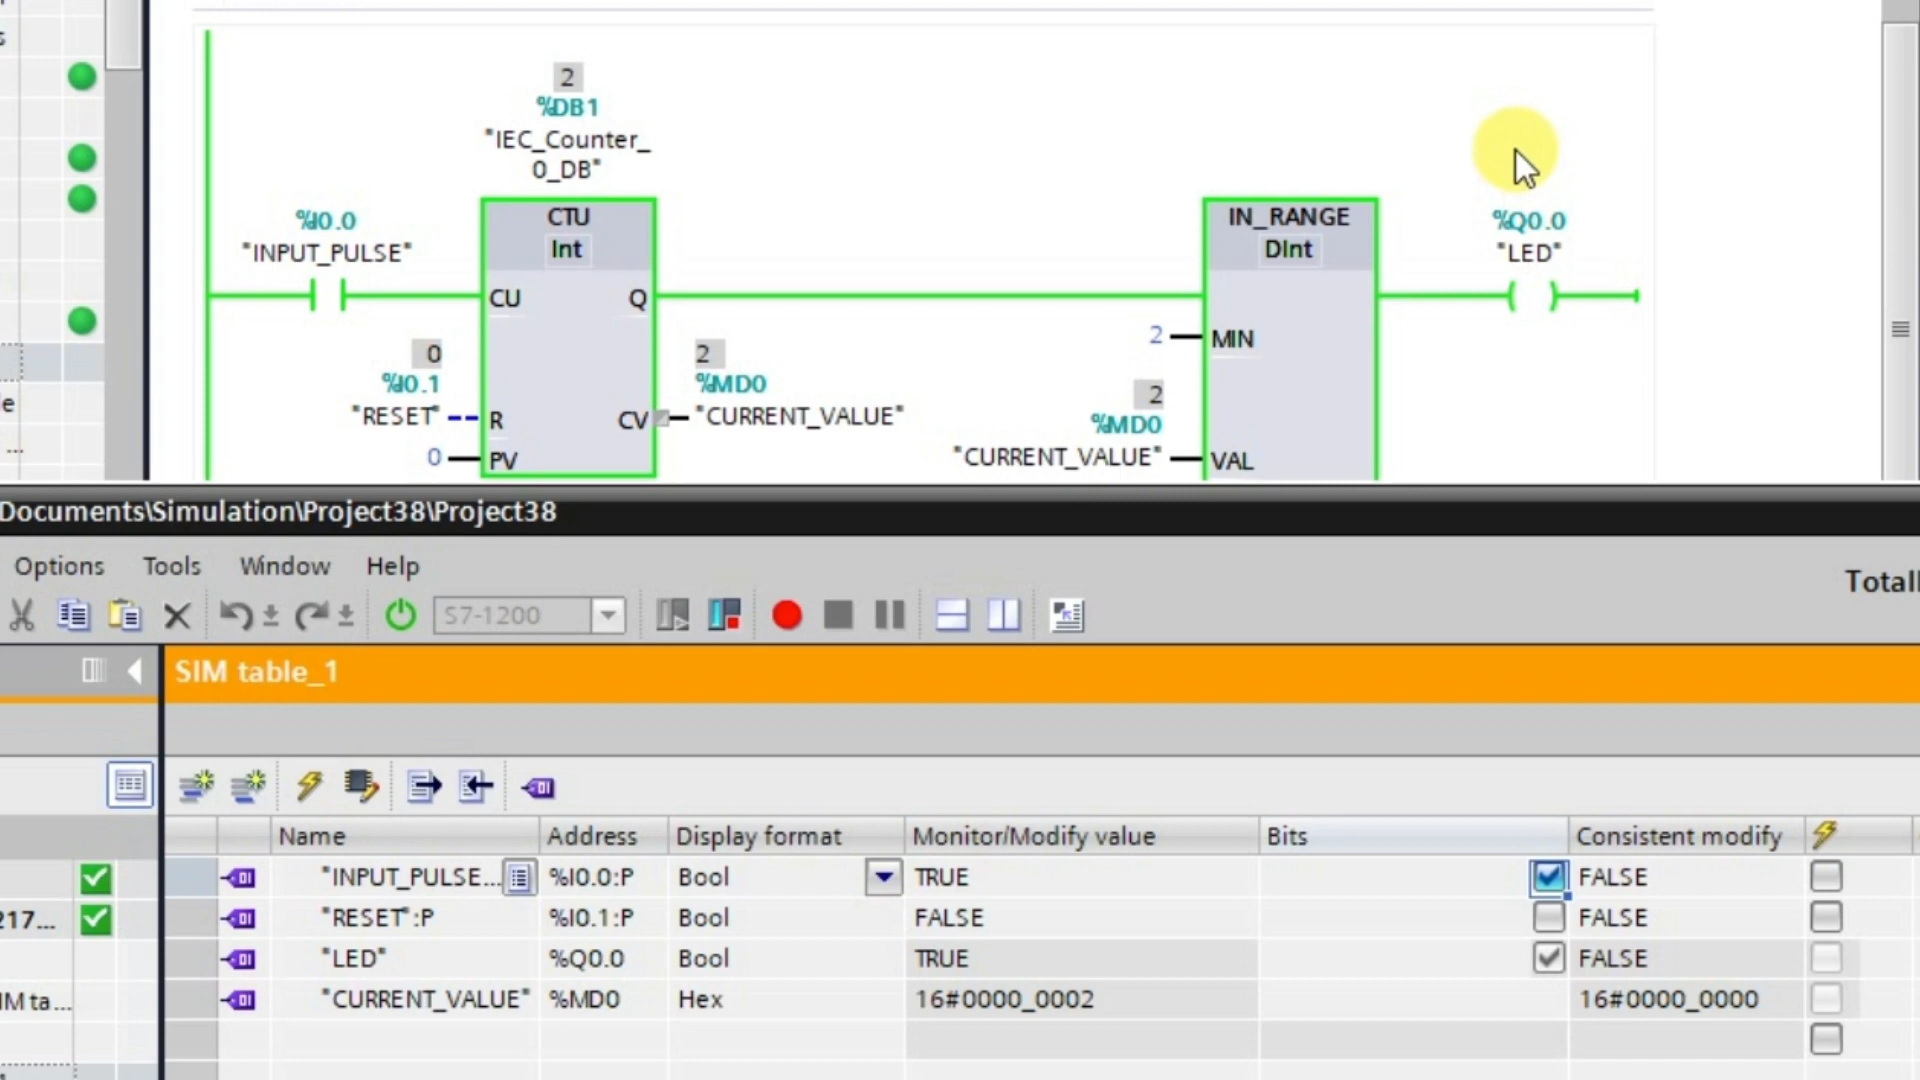 s
2
%DB1
"IEC_Counter_
0_DB"
%I0.0
"INPUT_PULSE"
CTU
Int
CU
Q
0
%I0.1
"RESET"
R
0
PV
2
%MD0
CV
"CURRENT_VALUE"
IN_RANGE
DInt
2
MIN
2
%MD0
"CURRENT_VALUE"
VAL
%Q0.0
"LED"
e
...
Documents\Simulation\Project38\Project38
Options Tools Window Help
Totall
S7-1200
SIM table_1
Name Address Display format Monitor/Modify value Bits Consistent modify
"INPUT_PULSE... %I0.0:P Bool TRUE FALSE
217... "RESET":P %I0.1:P Bool FALSE FALSE
"LED" %Q0.0 Bool TRUE FALSE
IM ta... "CURRENT_VALUE" %MD0 Hex 16#0000_0002 16#0000_0000